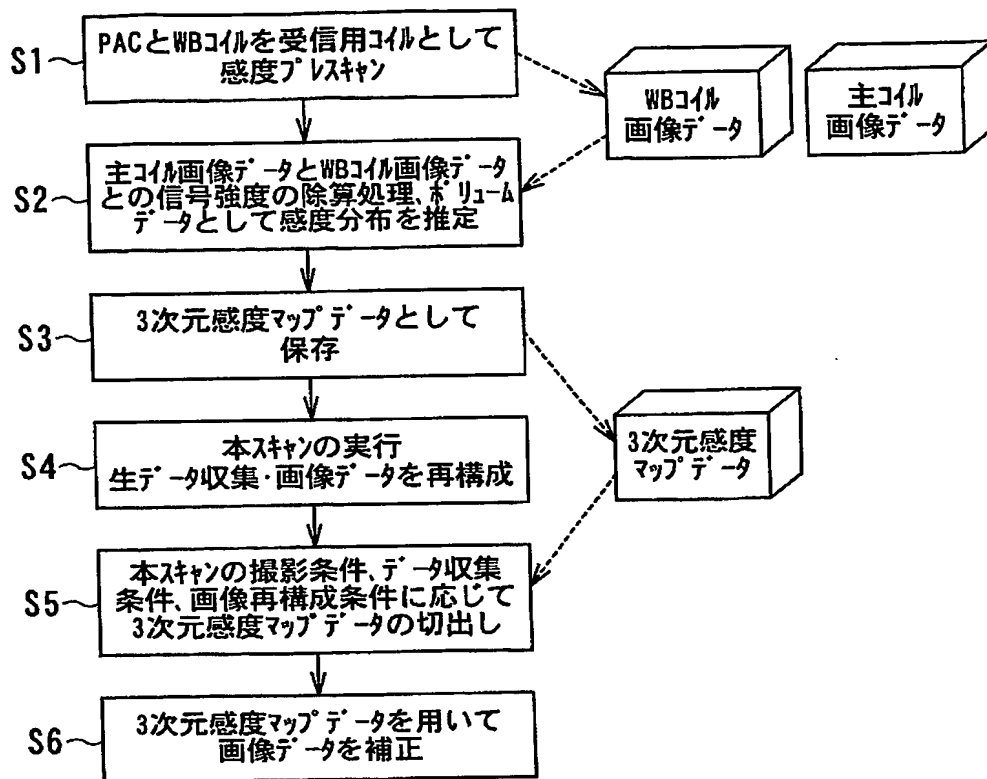 S1
PACとWBコイルを受信用コイルとして
感度プレスキャン
WBコイル
画像データ
主コイル
画像データ
S2
主コイル画像データとWBコイル画像データ
との信号強度の除算処理、ボリューム
データとして感度分布を推定
S3
3次元感度マップデータとして
保存
S4
本スキャンの実行
生データ収集・画像データを再構成
3次元感度
マップデータ
S5
本スキャンの撮影条件、データ収集
条件、画像再構成条件に応じて
3次元感度マップデータの切出し
S6
3次元感度マップデータを用いて
画像データを補正